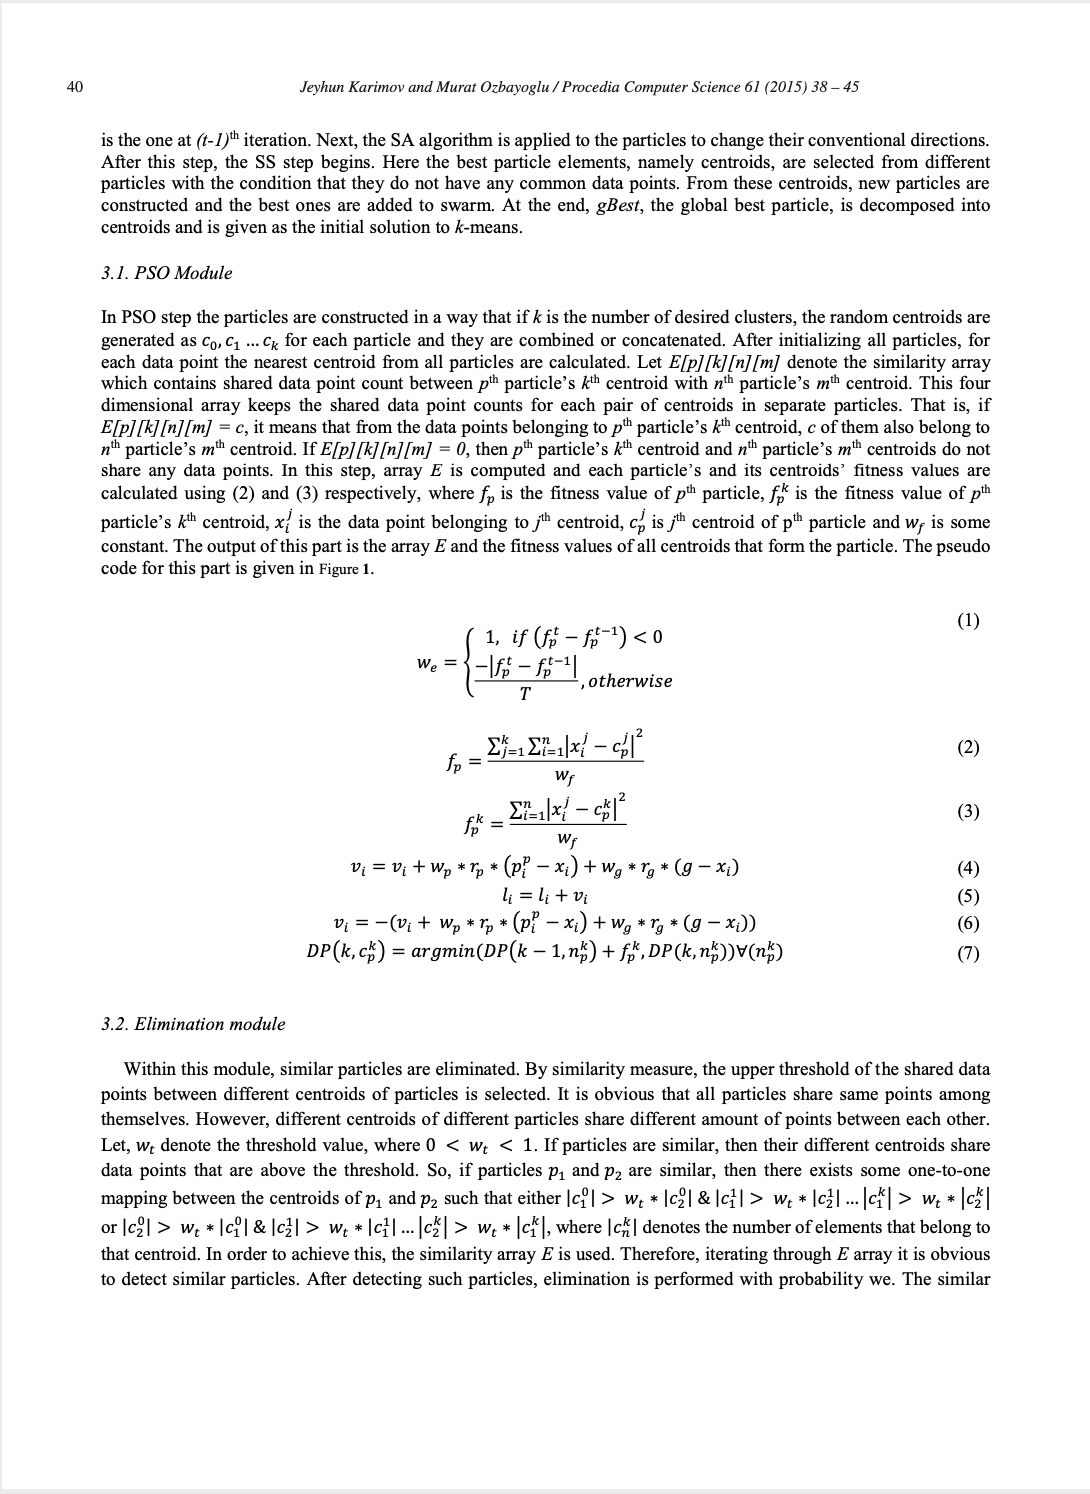 40
Jeyhun Karimov and Murat Ozbayoglu / Procedia Computer Science 61 (2015) 38 – 45
is the one at (t-1)th iteration. Next, the SA algorithm is applied to the particles to change their conventional directions.
After this step, the SS step begins. Here the best particle elements, namely centroids, are selected from different
particles with the condition that they do not have any common data points. From these centroids, new particles are
constructed and the best ones are added to swarm. At the end, gBest, the global best particle, is decomposed into
centroids and is given as the initial solution to k-means.
3.1. PSO Module
In PSO step the particles are constructed in a way that if k is the number of desired clusters, the random centroids are
generated as c₀, c₁ ... cₖ for each particle and they are combined or concatenated. After initializing all particles, for
each data point the nearest centroid from all particles are calculated. Let E[p][k][n][m] denote the similarity array
which contains shared data point count between pth particle's kth centroid with nth particle's mth centroid. This four
dimensional array keeps the shared data point counts for each pair of centroids in separate particles. That is, if
E[p][k][n][m] = c, it means that from the data points belonging to pth particle's kth centroid, c of them also belong to
nth particle's mth centroid. If E[p][k][n][m] = 0, then pth particle's kth centroid and nth particle's mth centroids do not
share any data points. In this step, array E is computed and each particle's and its centroids' fitness values are
calculated using (2) and (3) respectively, where f_p is the fitness value of pth particle, f_p^k is the fitness value of pth
particle's kth centroid, x_i^j is the data point belonging to jth centroid, c_p^j is jth centroid of pth particle and w_f is some
constant. The output of this part is the array E and the fitness values of all centroids that form the particle. The pseudo
code for this part is given in Figure 1.
w_e = { 1, if (f_p^t − f_p^{t−1}) < 0 (1)
−|f_p^t − f_p^{t−1}| / T , otherwise
f_p = Σ_{j=1}^k Σ_{i=1}^n |x_i^j − c_p^j|^2 / w_f (2)
f_p^k = Σ_{i=1}^n |x_i^j − c_p^k|^2 / w_f (3)
v_i = v_i + w_p * r_p * (p_i^p − x_i) + w_g * r_g * (g − x_i) (4)
l_i = l_i + v_i (5)
v_i = −(v_i + w_p * r_p * (p_i^p − x_i) + w_g * r_g * (g − x_i)) (6)
DP(k, c_p^k) = argmin(DP(k − 1, n_p^k) + f_p^k, DP(k, n_p^k))∀(n_p^k) (7)
3.2. Elimination module
Within this module, similar particles are eliminated. By similarity measure, the upper threshold of the shared data
points between different centroids of particles is selected. It is obvious that all particles share same points among
themselves. However, different centroids of different particles share different amount of points between each other.
Let, w_t denote the threshold value, where 0 < w_t < 1. If particles are similar, then their different centroids share
data points that are above the threshold. So, if particles p₁ and p₂ are similar, then there exists some one-to-one
mapping between the centroids of p₁ and p₂ such that either |c_1^0| > w_t * |c_2^0| & |c_1^1| > w_t * |c_2^1| ... |c_1^k| > w_t * |c_2^k|
or |c_2^0| > w_t * |c_1^0| & |c_2^1| > w_t * |c_1^1| ... |c_2^k| > w_t * |c_1^k|, where |c_n^k| denotes the number of elements that belong to
that centroid. In order to achieve this, the similarity array E is used. Therefore, iterating through E array it is obvious
to detect similar particles. After detecting such particles, elimination is performed with probability we. The similar